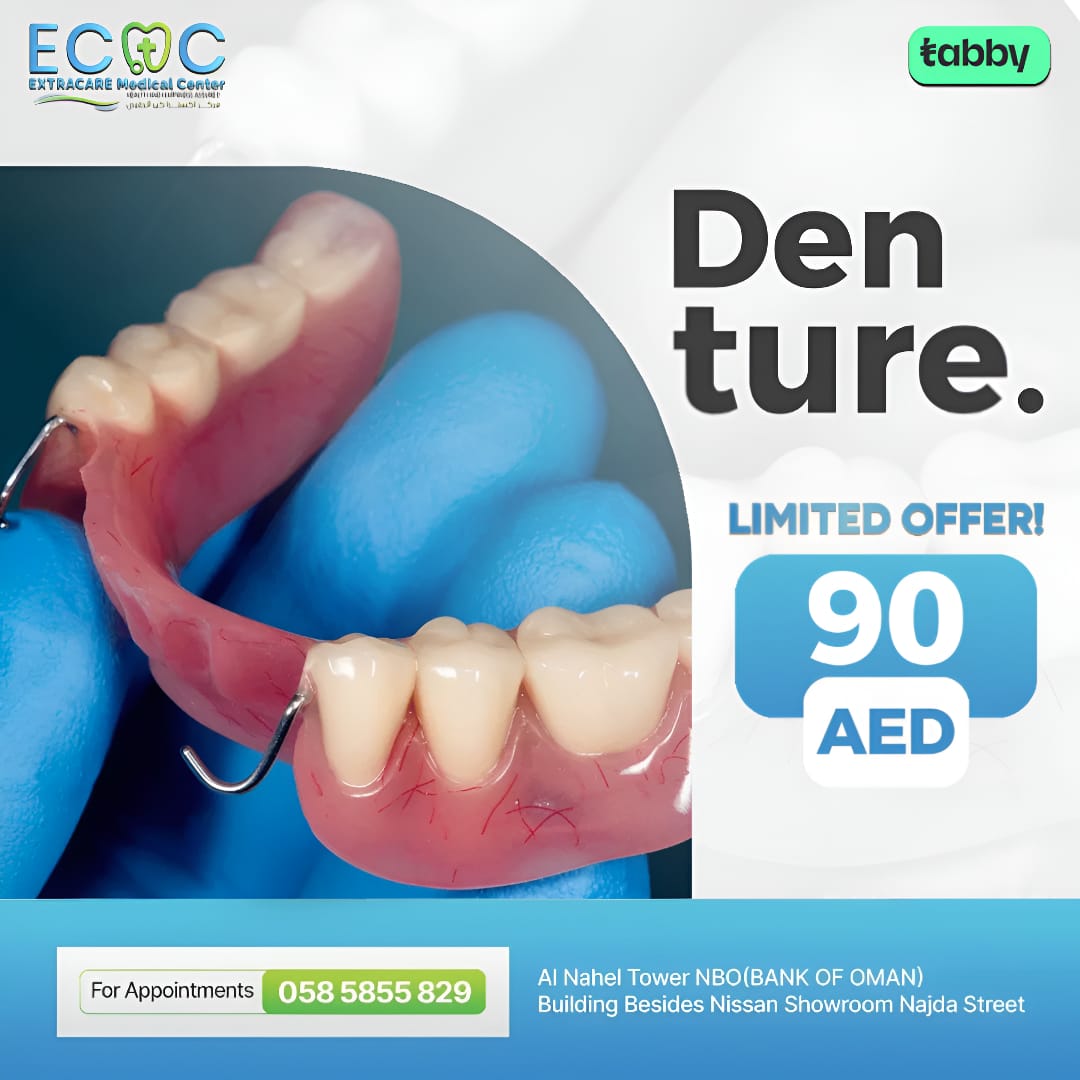 ECMC
EXTRACARE Medical Center
tabby
Den
ture.
LIMITED OFFER!
90
AED
For Appointments 058 5855 829
Al Nahel Tower NBO(BANK OF OMAN)
Building Besides Nissan Showroom Najda Street